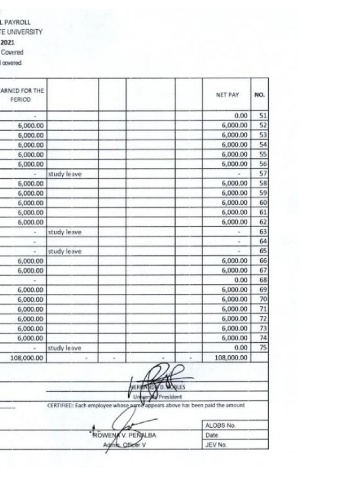 L PAYROLL
TE UNIVERSITY
2021
Covered
l covered
ARNED FOR THE PERIOD NET PAY NO.
- 0.00 51
6,000.00 6,000.00 52
6,000.00 6,000.00 53
6,000.00 6,000.00 54
6,000.00 6,000.00 55
6,000.00 6,000.00 56
- study leave - 57
6,000.00 6,000.00 58
6,000.00 6,000.00 59
6,000.00 6,000.00 60
6,000.00 6,000.00 61
6,000.00 6,000.00 62
- study leave - 63
- - 64
- study leave - 65
6,000.00 6,000.00 66
6,000.00 6,000.00 67
- 0.00 68
6,000.00 6,000.00 69
6,000.00 6,000.00 70
6,000.00 6,000.00 71
6,000.00 6,000.00 72
6,000.00 6,000.00 73
6,000.00 6,000.00 74
- study leave 0.00 75
108,000.00 - - - - 108,000.00
University President
CERTIFIED: Each employee whose name appears above has been paid the amount
ROWENA V. PEÑALBA
Admin. Officer V
ALOBS No.
Date
JEV No.